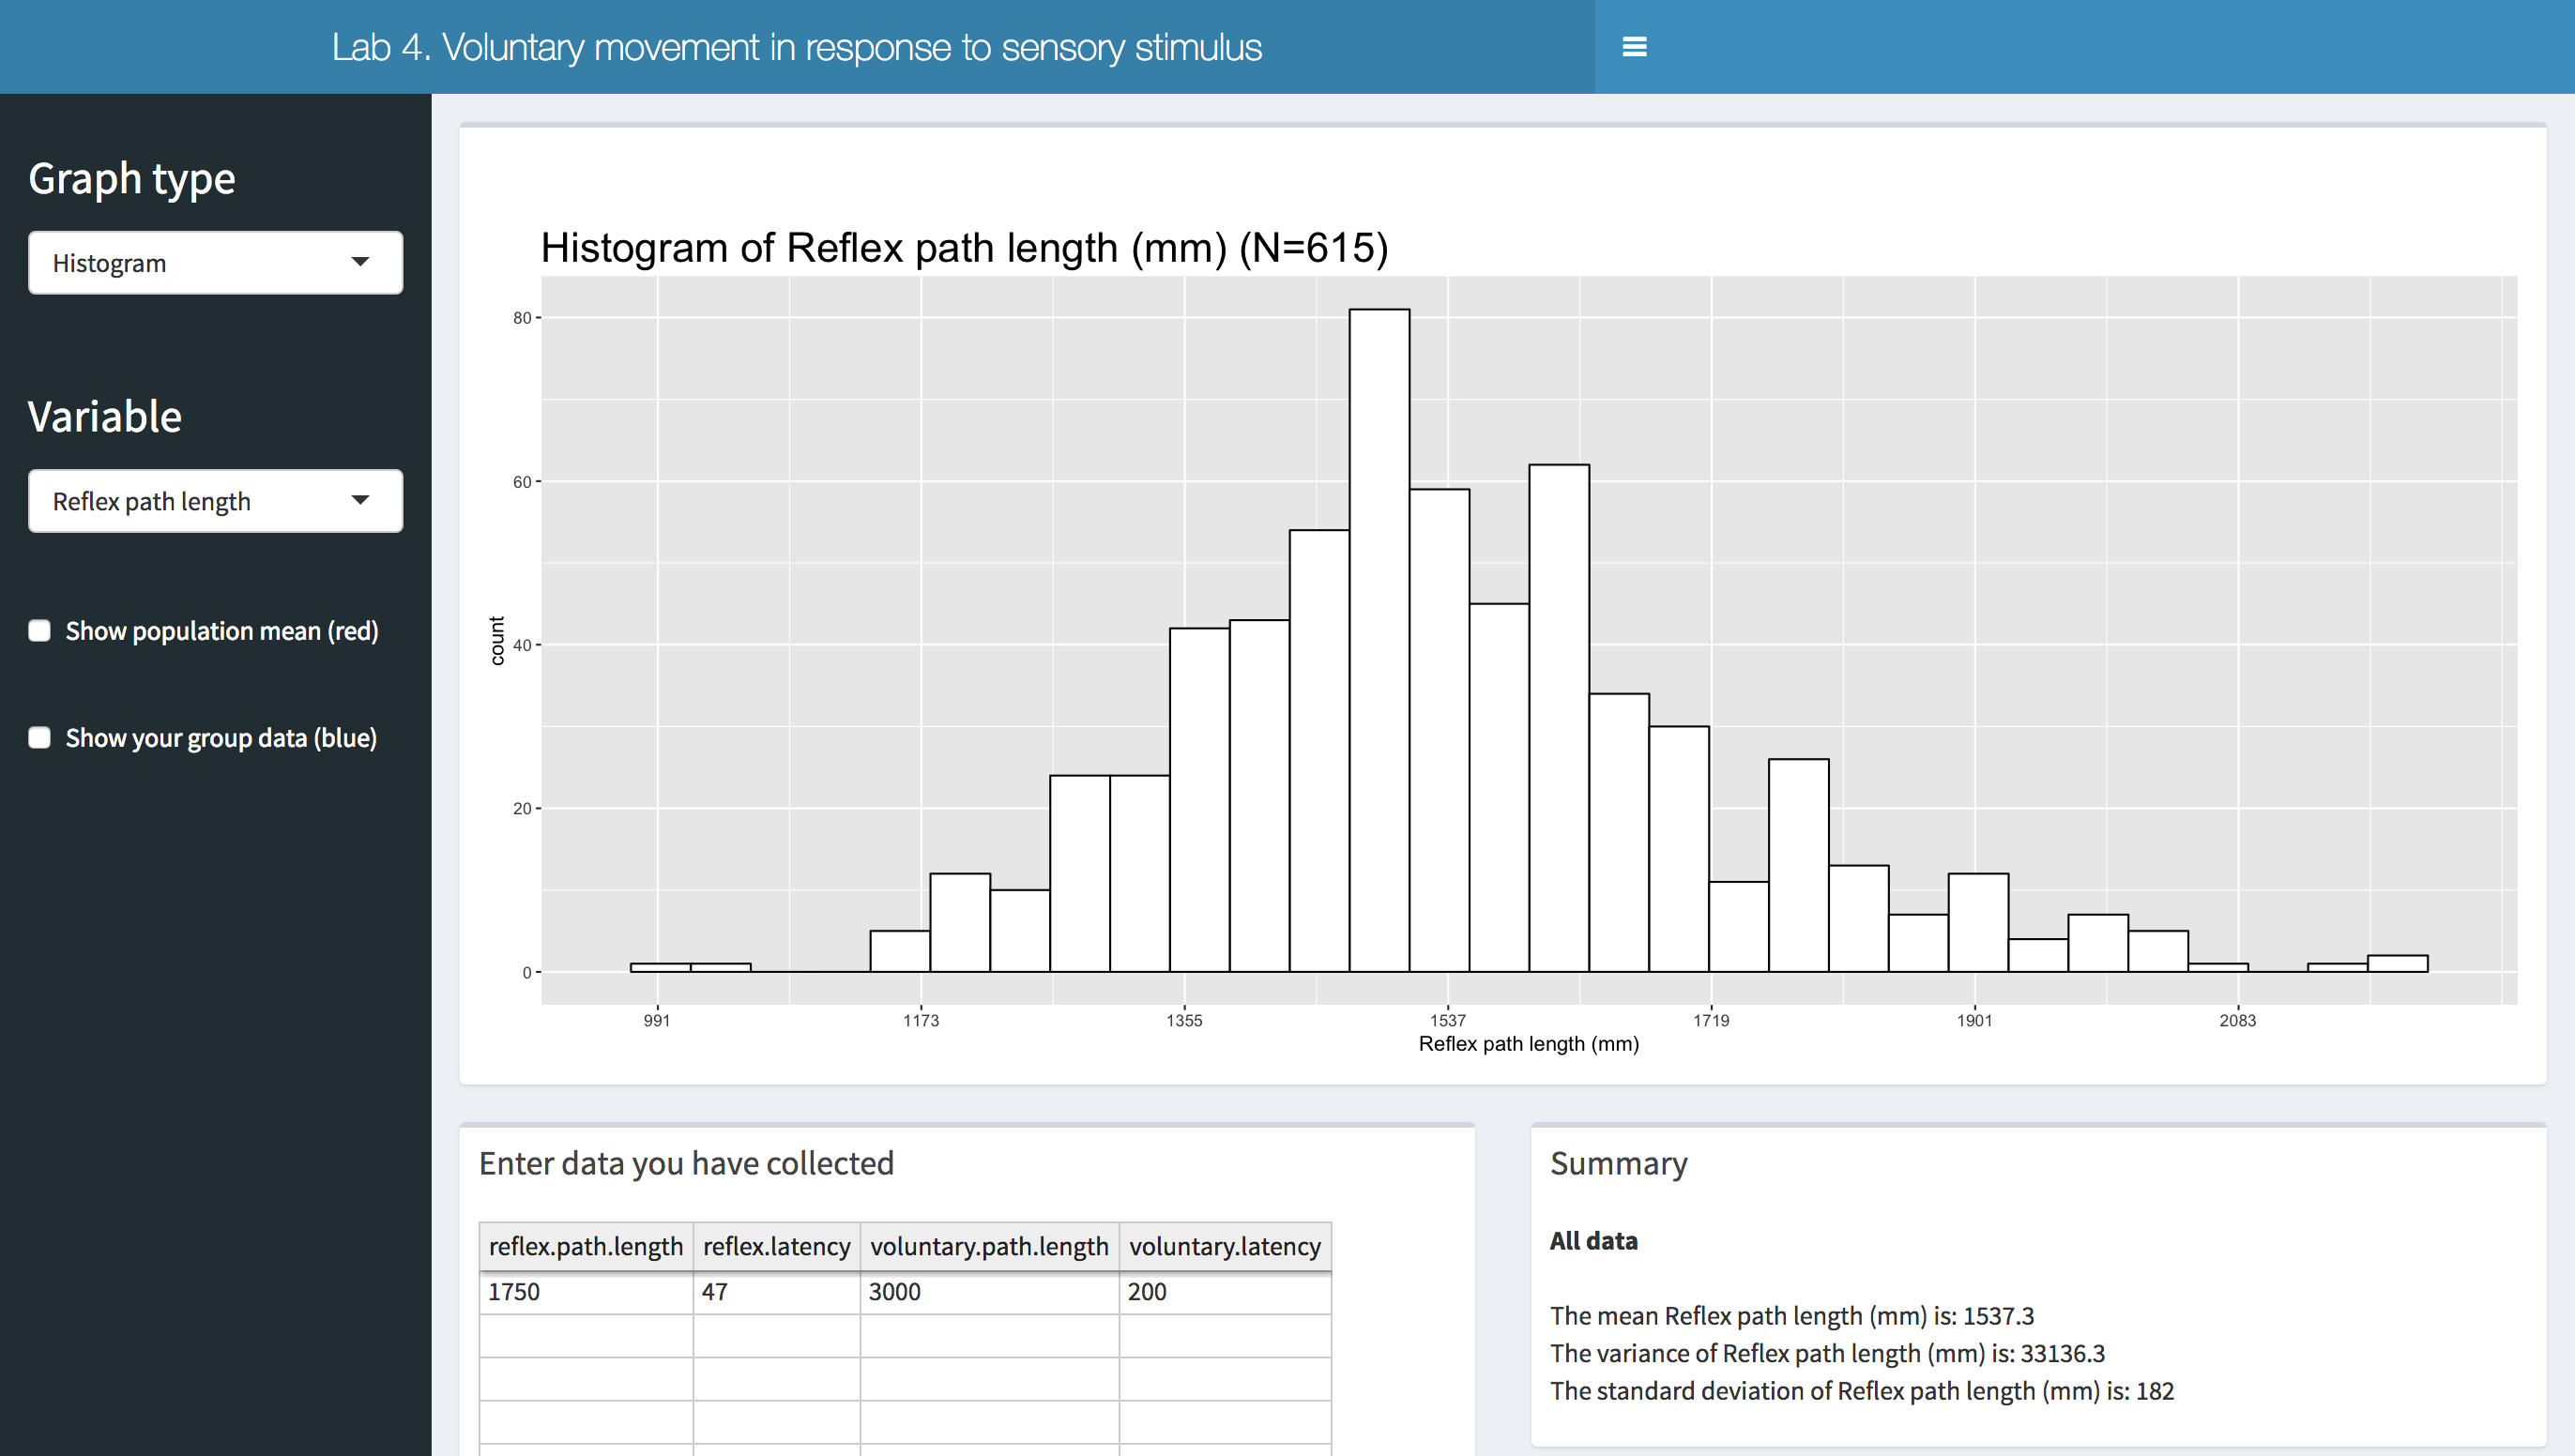 Lab 4. Voluntary movement in response to sensory stimulus
Graph type
Histogram
Variable
Reflex path length
Show population mean (red)
Show your group data (blue)
Histogram of Reflex path length (mm) (N=615)
80
60
40
20
0
count
991 1173 1355 1537 1719 1901 2083
Reflex path length (mm)
Enter data you have collected
reflex.path.length reflex.latency voluntary.path.length voluntary.latency
1750 47 3000 200
Summary
All data
The mean Reflex path length (mm) is: 1537.3
The variance of Reflex path length (mm) is: 33136.3
The standard deviation of Reflex path length (mm) is: 182